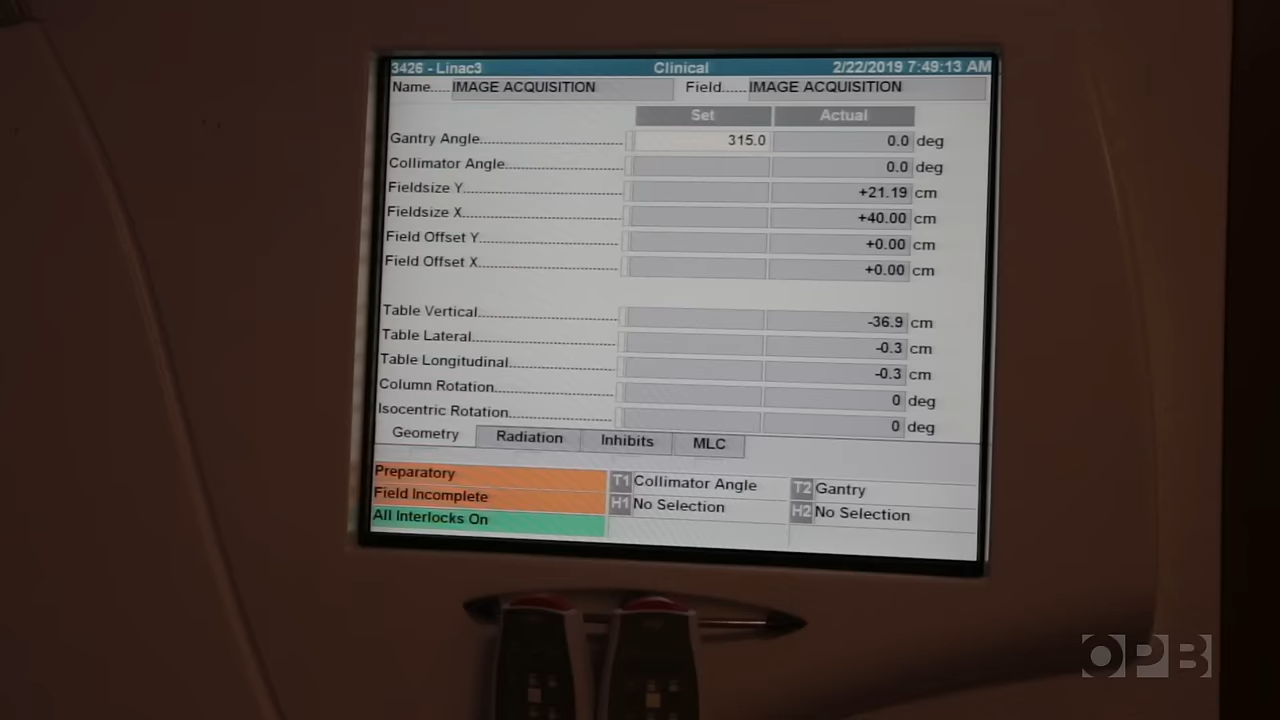 3426 - Linac3 Clinical 2/22/2019 7:49:13 AM
Name.... IMAGE ACQUISITION Field...... IMAGE ACQUISITION
Set Actual
Gantry Angle 315.0 0.0 deg
Collimator Angle 0.0 deg
Fieldsize Y +21.19 cm
Fieldsize X +40.00 cm
Field Offset Y +0.00 cm
Field Offset X +0.00 cm
Table Vertical -36.9 cm
Table Lateral -0.3 cm
Table Longitudinal -0.3 cm
Column Rotation 0 deg
Isocentric Rotation 0 deg
Geometry Radiation Inhibits MLC
Preparatory T1 Collimator Angle T2 Gantry
Field Incomplete H1 No Selection H2 No Selection
All Interlocks On
OPB